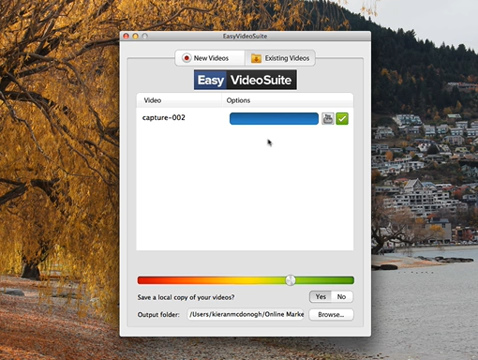 EasyVideoSuite
New Videos Existing Videos
Easy VideoSuite
Video Options
capture-002
Save a local copy of your videos? Yes No
Output folder: /Users/kieranmcdonogh/Online Marke Browse...